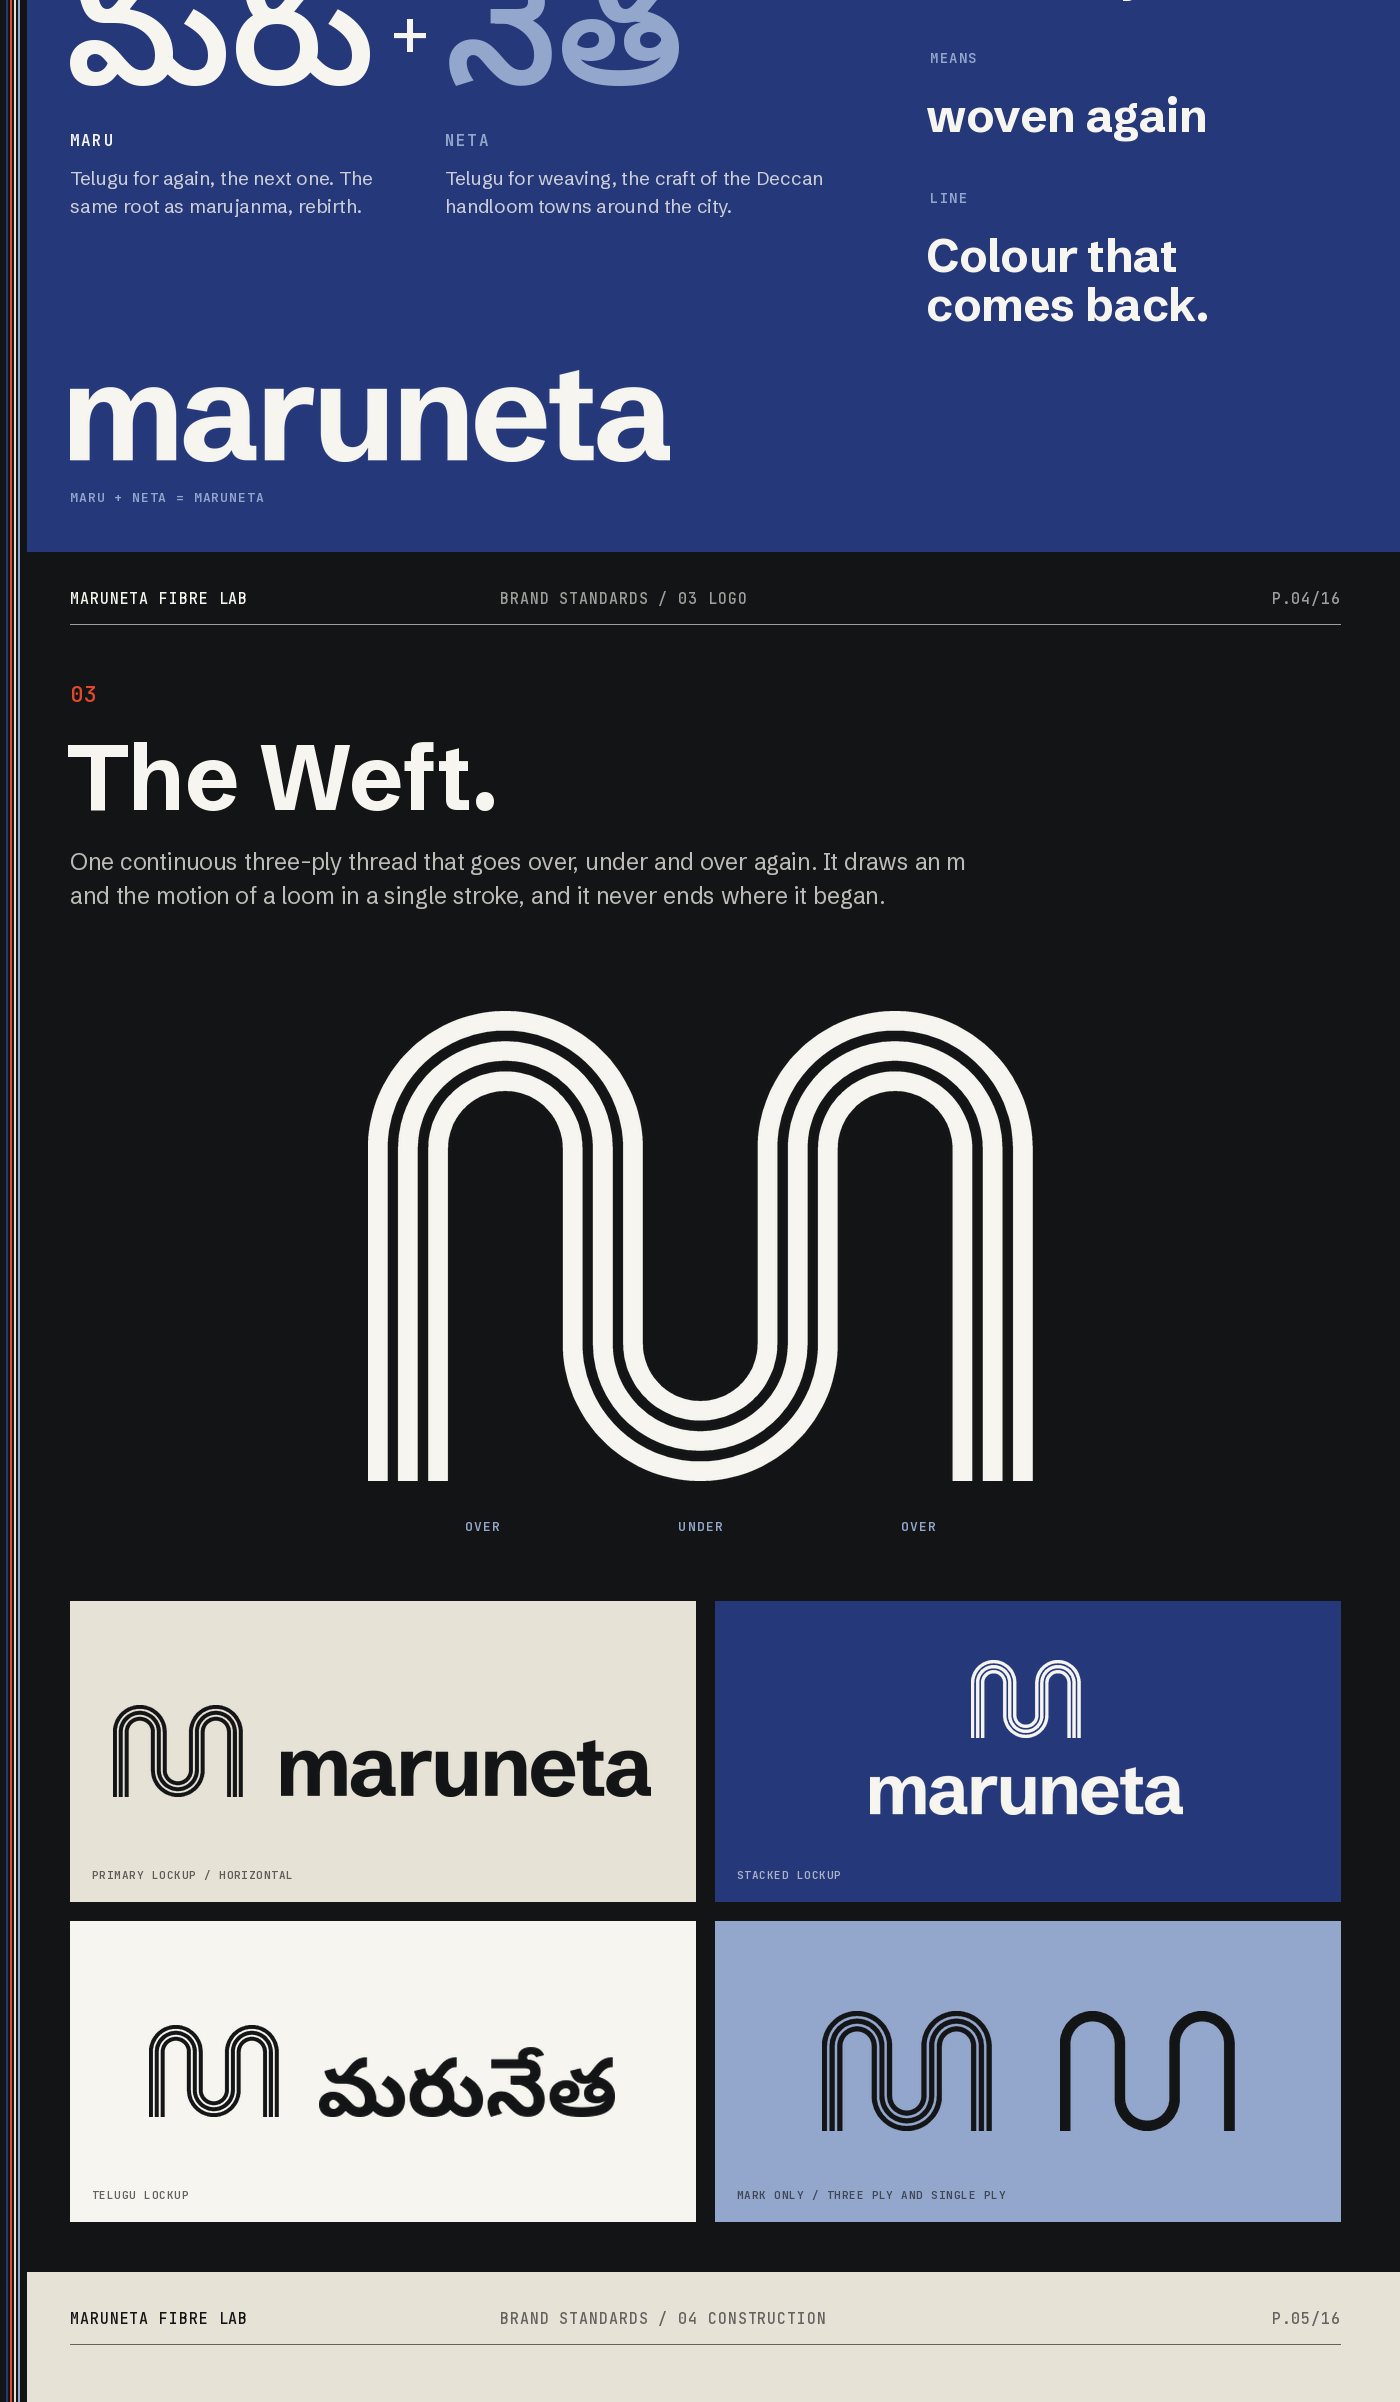 మరు + నేత
MARU
Telugu for again, the next one. The
same root as marujanma, rebirth.
NETA
Telugu for weaving, the craft of the Deccan
handloom towns around the city.
MEANS
woven again
LINE
Colour that
comes back.
maruneta
MARU + NETA = MARUNETA
MARUNETA FIBRE LAB
BRAND STANDARDS / 03 LOGO
P.04/16
03
The Weft.
One continuous three-ply thread that goes over, under and over again. It draws an m
and the motion of a loom in a single stroke, and it never ends where it began.
OVER
UNDER
OVER
maruneta
PRIMARY LOCKUP / HORIZONTAL
maruneta
STACKED LOCKUP
మరునేత
TELUGU LOCKUP
MARK ONLY / THREE PLY AND SINGLE PLY
MARUNETA FIBRE LAB
BRAND STANDARDS / 04 CONSTRUCTION
P.05/16